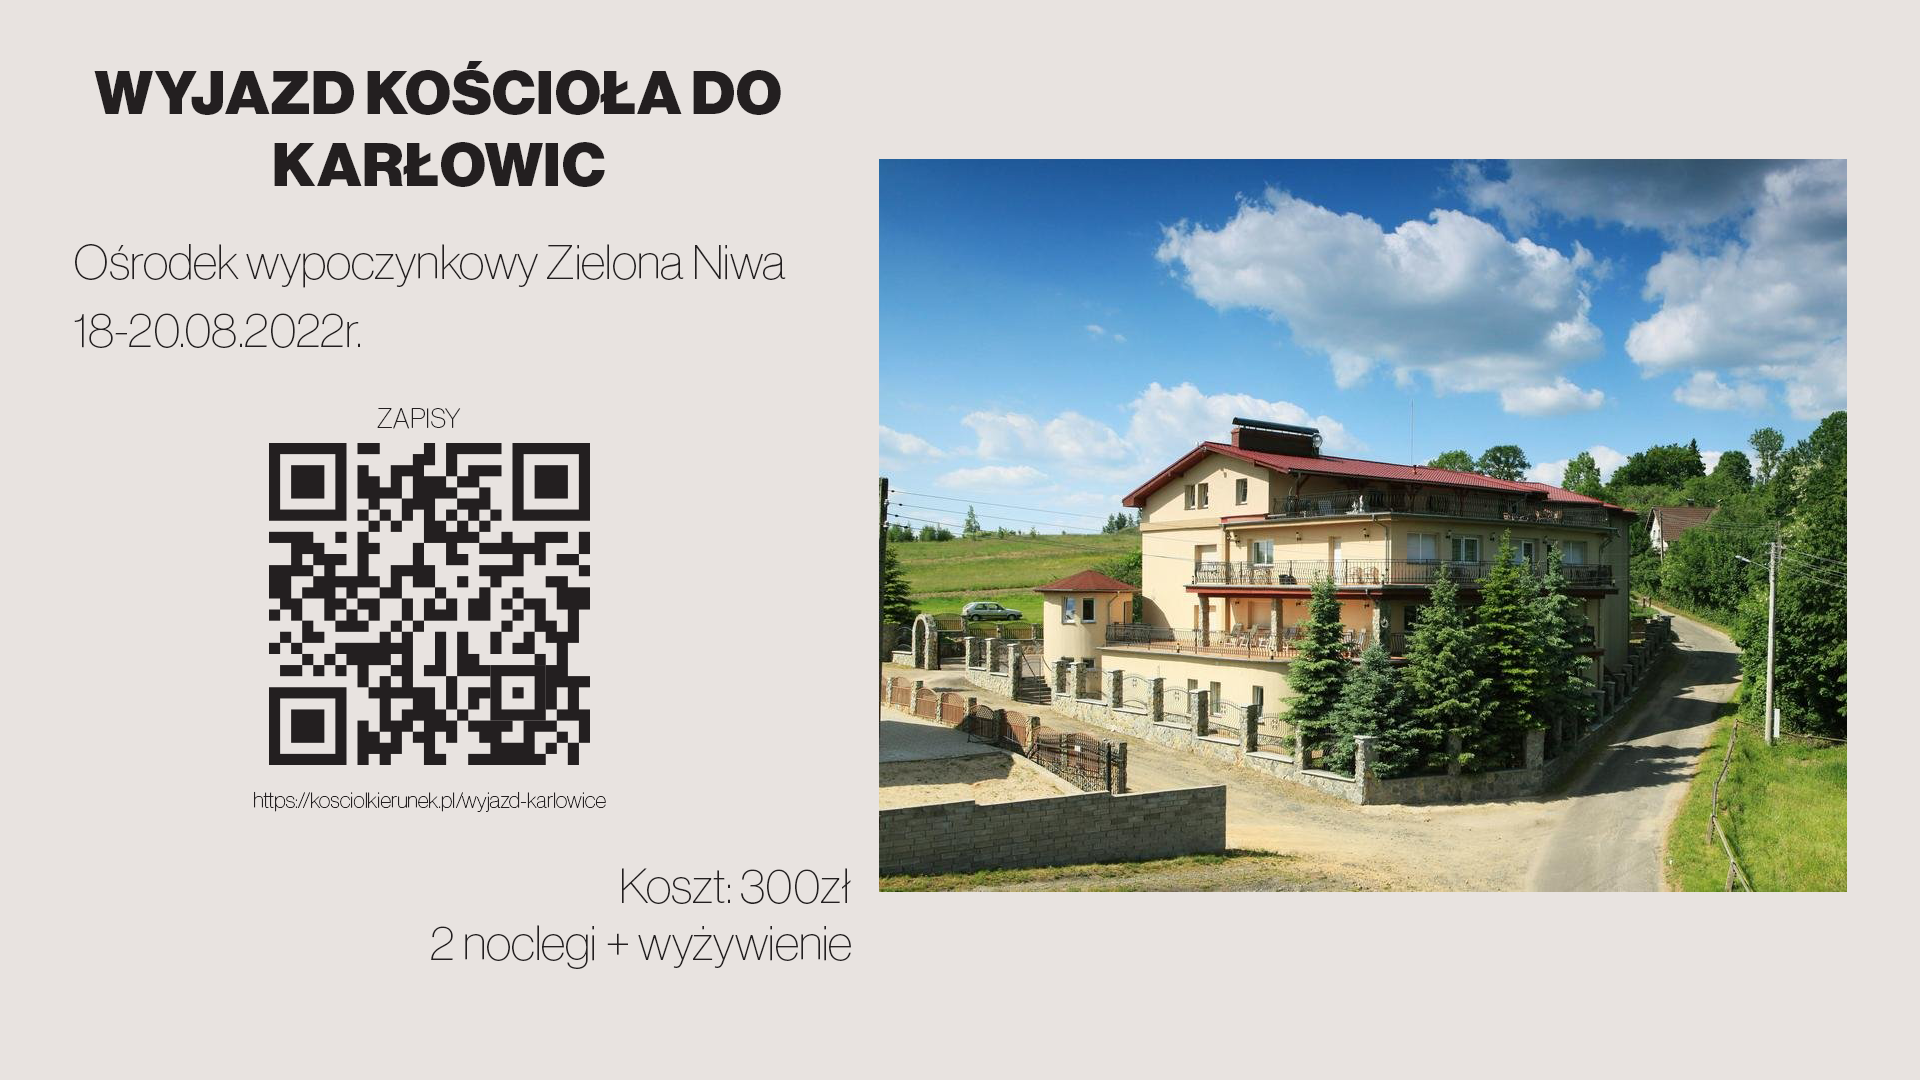 WYJAZD KOŚCIOŁA DO
KARŁOWIC
Ośrodek wypoczynkowy Zielona Niwa
18-20.08.2022r.
ZAPISY
https://kosciolkierunek.pl/wyjazd-karlowice
Koszt: 300zł
2 noclegi + wyżywienie